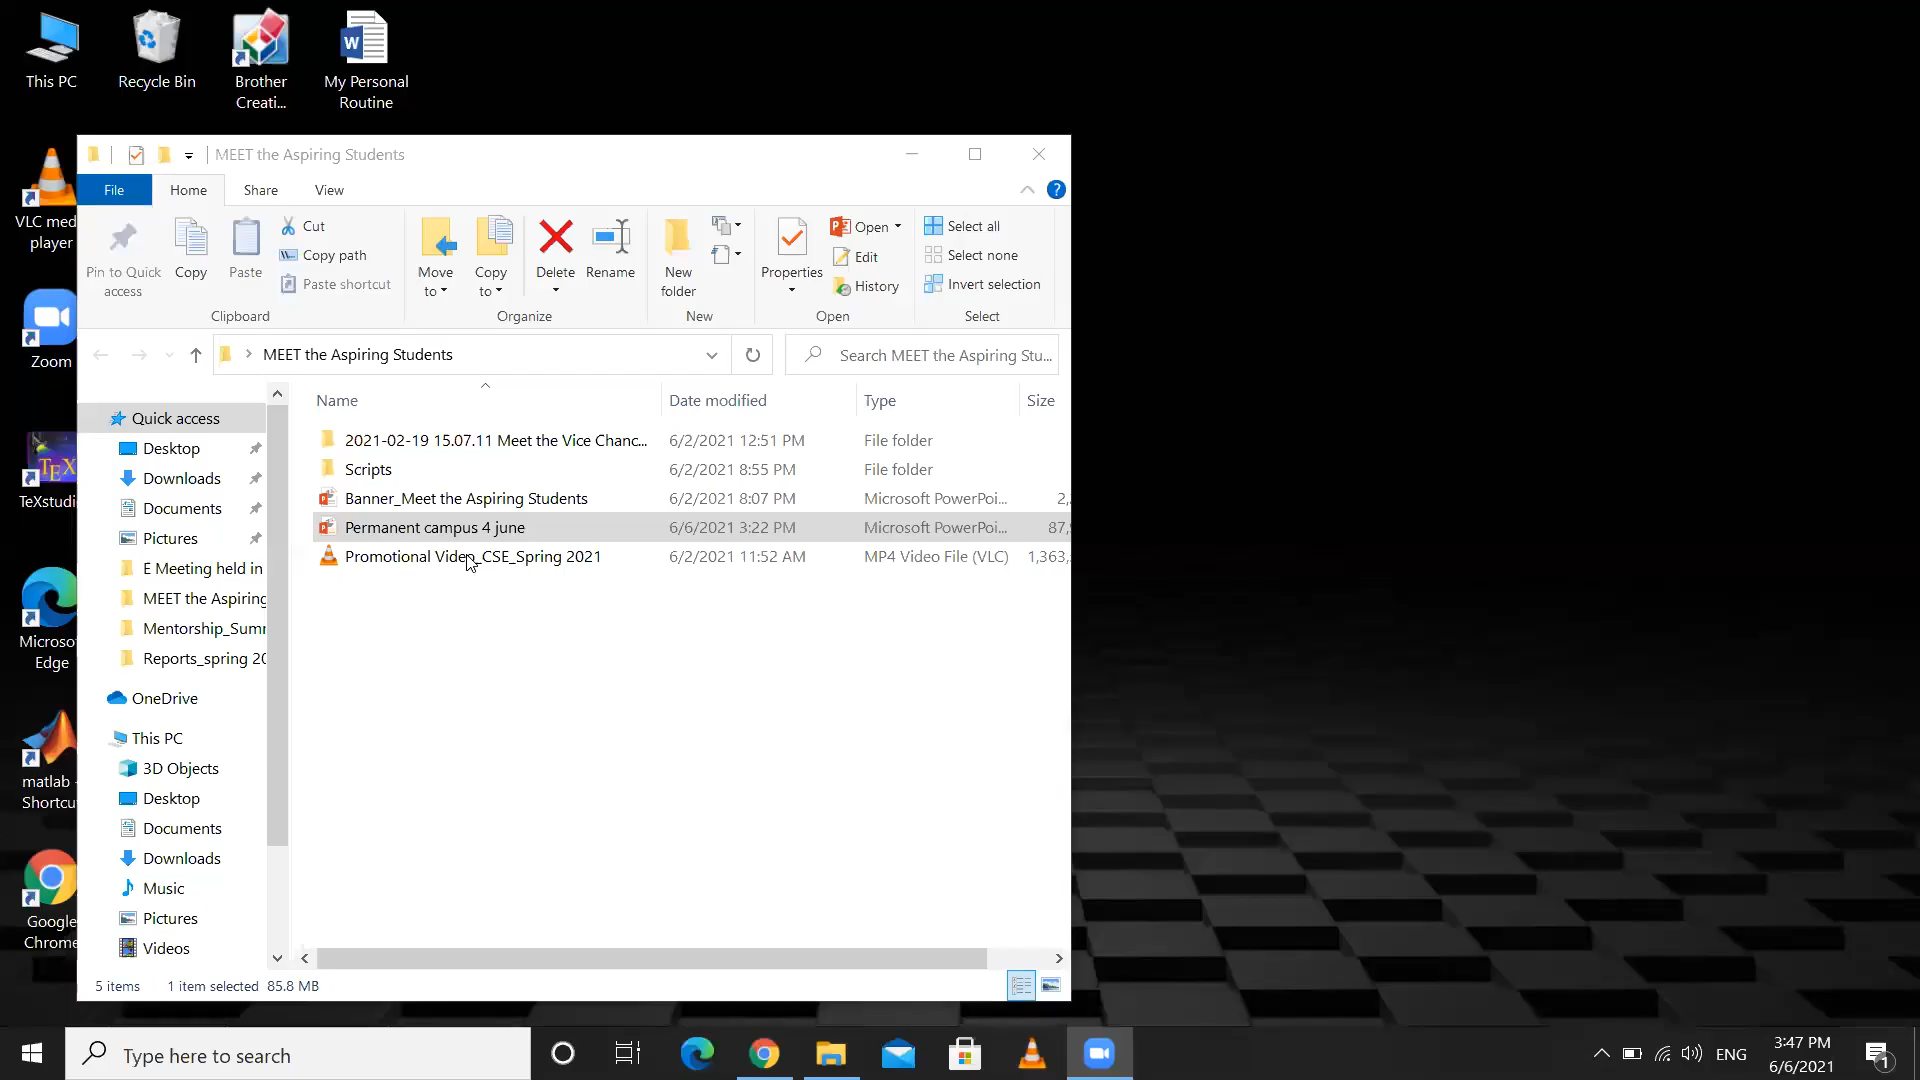 This PC
Recycle Bin
Brother
Creati...
My Personal
Routine
VLC med
player
Zoom
TeXstudi
Microso
Edge
matlab -
Shortcu
Google
Chrome
MEET the Aspiring Students
File
Home
Share
View
Pin to Quick
access
Copy
Paste
Cut
Copy path
Paste shortcut
Clipboard
Move
to
Copy
to
Delete
Rename
Organize
New
folder
New
Properties
Open
Edit
History
Open
Select all
Select none
Invert selection
Select
MEET the Aspiring Students
Search MEET the Aspiring Stu...
Quick access
Desktop
Downloads
Documents
Pictures
E Meeting held in
MEET the Aspiring
Mentorship_Sumr
Reports_spring 20
OneDrive
This PC
3D Objects
Desktop
Documents
Downloads
Music
Pictures
Videos
Name Date modified Type Size
2021-02-19 15.07.11 Meet the Vice Chanc... 6/2/2021 12:51 PM File folder
Scripts 6/2/2021 8:55 PM File folder
Banner_Meet the Aspiring Students 6/2/2021 8:07 PM Microsoft PowerPoi... 2,
Permanent campus 4 june 6/6/2021 3:22 PM Microsoft PowerPoi... 87,
Promotional Video_CSE_Spring 2021 6/2/2021 11:52 AM MP4 Video File (VLC) 1,363,
5 items 1 item selected 85.8 MB
Type here to search
ENG
3:47 PM
6/6/2021
1